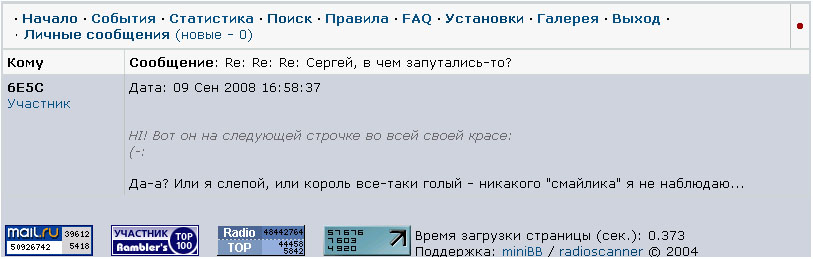 · Начало · События · Статистика · Поиск · Правила · FAQ · Установки · Галерея · Выход ·
· Личные сообщения (новые - 0)
Кому Сообщение: Re: Re: Re: Сергей, в чем запутались-то?
6E5C Дата: 09 Сен 2008 16:58:37
Участник
HI! Вот он на следующей строчке во всей своей красе:
(-:
Да-а? Или я слепой, или король все-таки голый - никакого "смайлика" я не наблюдаю...
mail.ru 39612
50926742 5418
УЧАСТНИК Rambler's TOP 100
Radio 48442764
TOP 44458
5842
57676
7603
4920
Время загрузки страницы (сек.): 0.373
Поддержка: miniBB / radioscanner © 2004